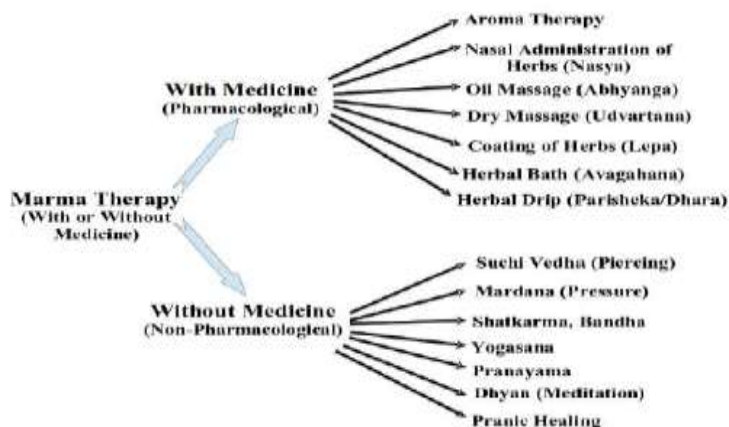 Aroma Therapy
Nasal Administration of
Herbs (Nasya)
With Medicine
(Pharmacological)
Oil Massage (Abhyanga)
Dry Massage (Udvartana)
Coating of Herbs (Lepa)
Herbal Bath (Avagahana)
Herbal Drip (Parisheka/Dhara)
Marma Therapy
(With or Without
Medicine)
Without Medicine
(Non-Pharmacological)
Suchi Vedha (Piercing)
Mardana (Pressure)
Shatkarma, Bandha
Yogasana
Pranayama
Dhyan (Meditation)
Pranic Healing